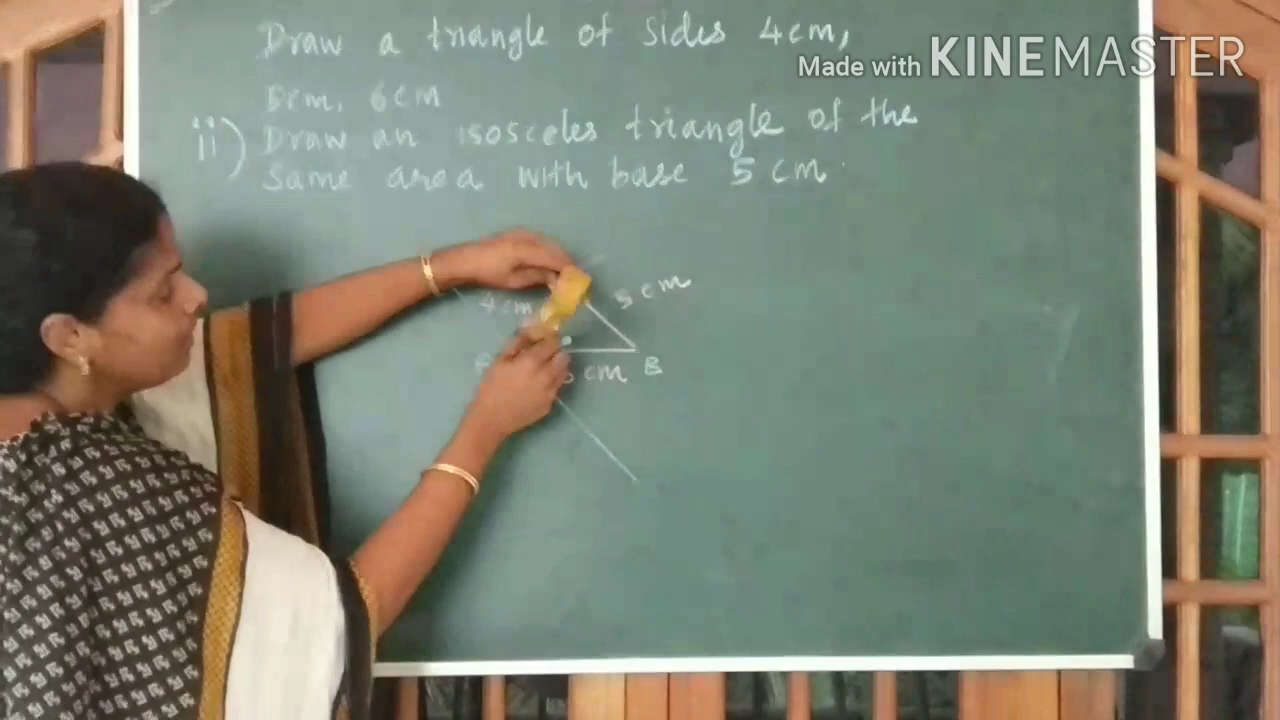 Draw a triangle of sides 4cm,
Made with KINEMASTER
5cm, 6cm
ii) Draw an isosceles triangle of the
Same area with base 5 cm
4cm
5cm
cm B